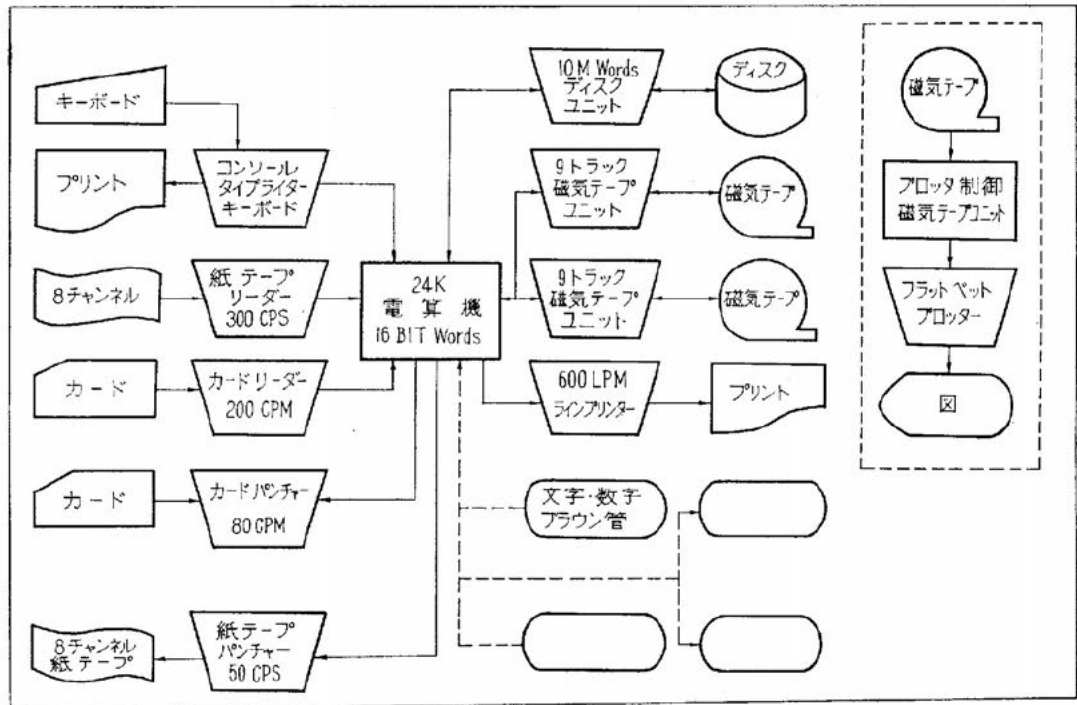 キーボード
プリント
コンソール
タイプライター
キーボード
8チャンネル
紙テープ
リーダー
300 CPS
カード
カードリーダー
200 CPM
カード
カードパンチャー
80 CPM
8チャンネル
紙テープ
紙テープ
パンチャー
50 CPS
24K
電算機
16 BIT Words
10M Words
ディスク
ユニット
ディスク
9トラック
磁気テープ
ユニット
磁気テープ
9トラック
磁気テープ
ユニット
磁気テープ
600 LPM
ラインプリンター
プリント
文字・数字
ブラウン管
磁気テープ
プロッタ制御
磁気テープユニット
フラットベット
プロッター
図